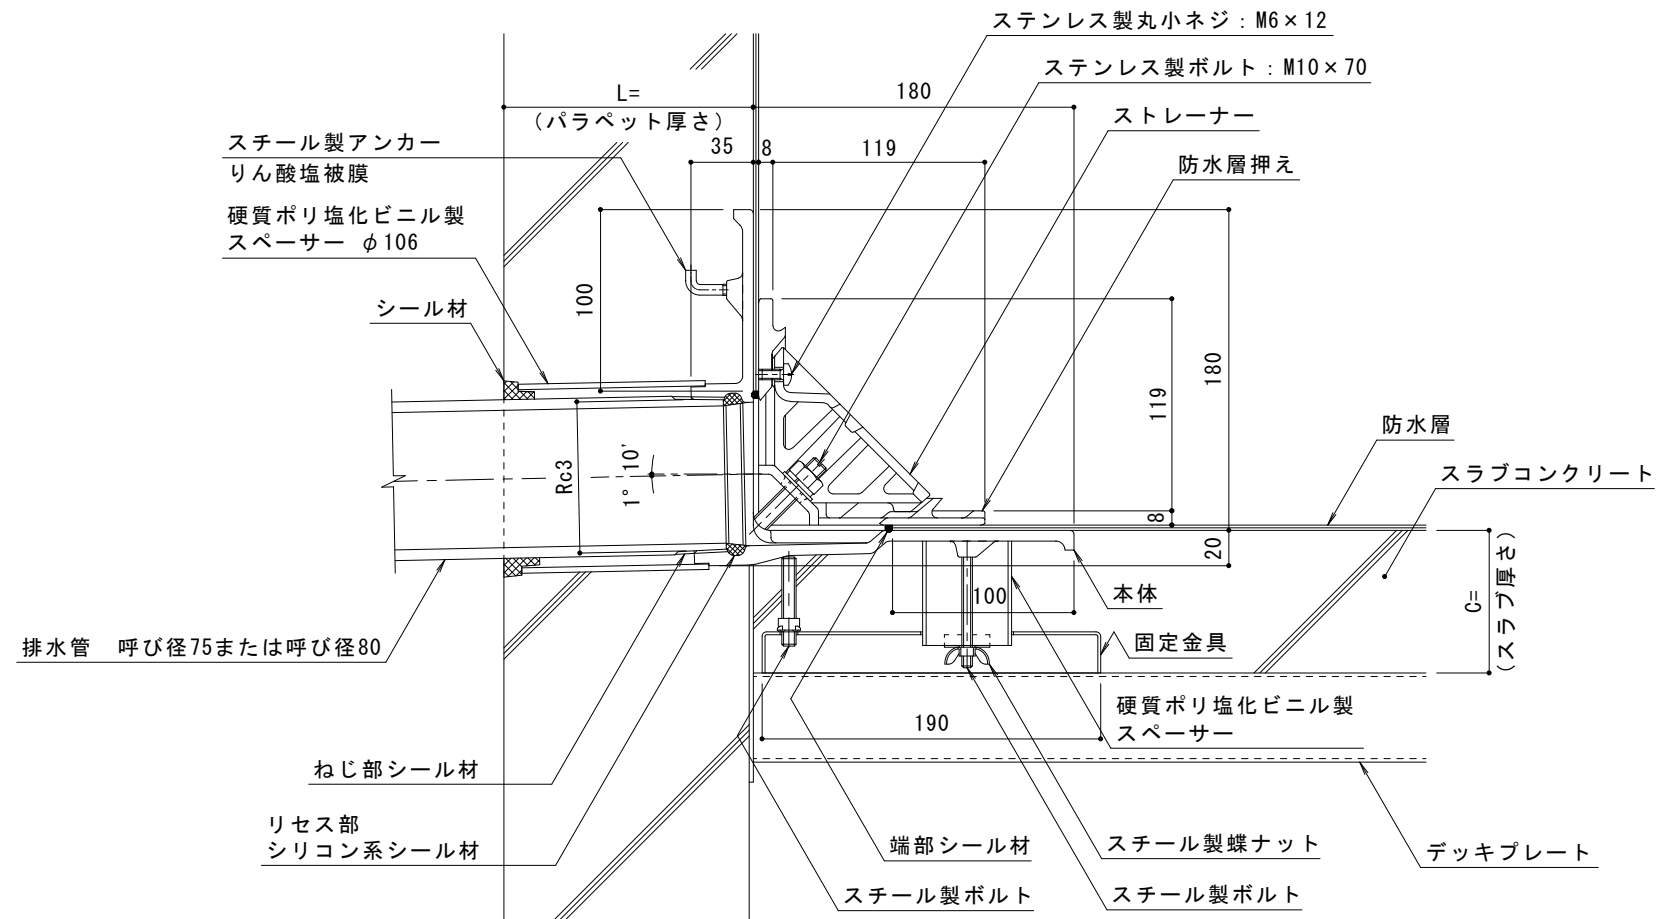 ステンレス製丸小ネジ：M6×12
ステンレス製ボルト：M10×70
L=
（パラペット厚さ）
180
ストレーナー
スチール製アンカー
りん酸塩被膜
35
8
119
防水層押え
硬質ポリ塩化ビニル製
スペーサー φ106
シール材
100
180
119
防水層
スラブコンクリート
Rc3
1°10'
8
20
C=
（スラブ厚さ）
100
本体
固定金具
排水管 呼び径75または呼び径80
硬質ポリ塩化ビニル製
スペーサー
190
ねじ部シール材
リセス部
シリコン系シール材
端部シール材
スチール製蝶ナット
デッキプレート
スチール製ボルト
スチール製ボルト